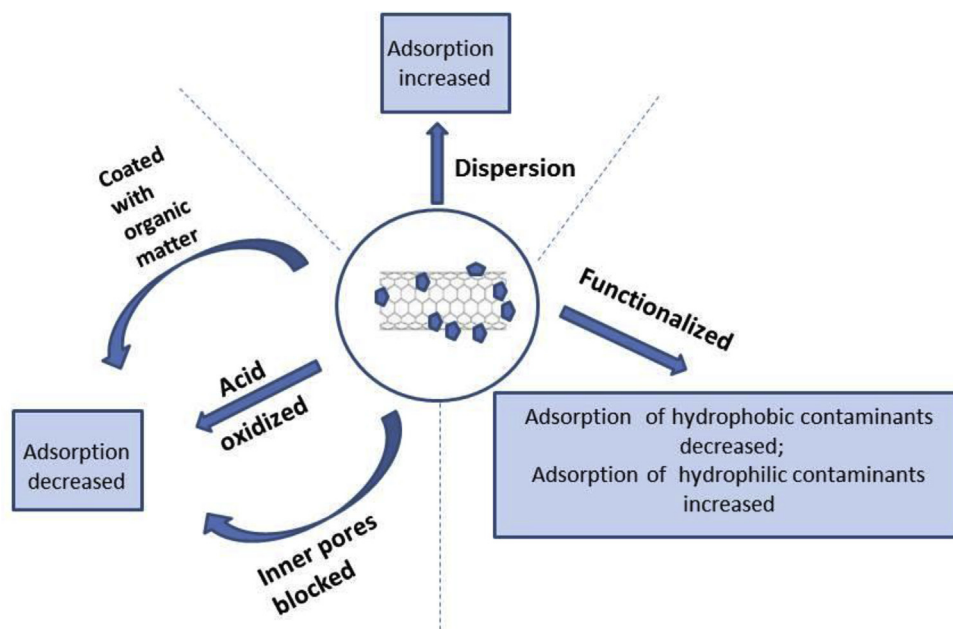 Adsorption
increased
Dispersion
Coated
with
organic
matter
Functionalized
Acid
oxidized
Adsorption
decreased
Adsorption of hydrophobic contaminants
decreased;
Adsorption of hydrophilic contaminants
increased
Inner pores
blocked